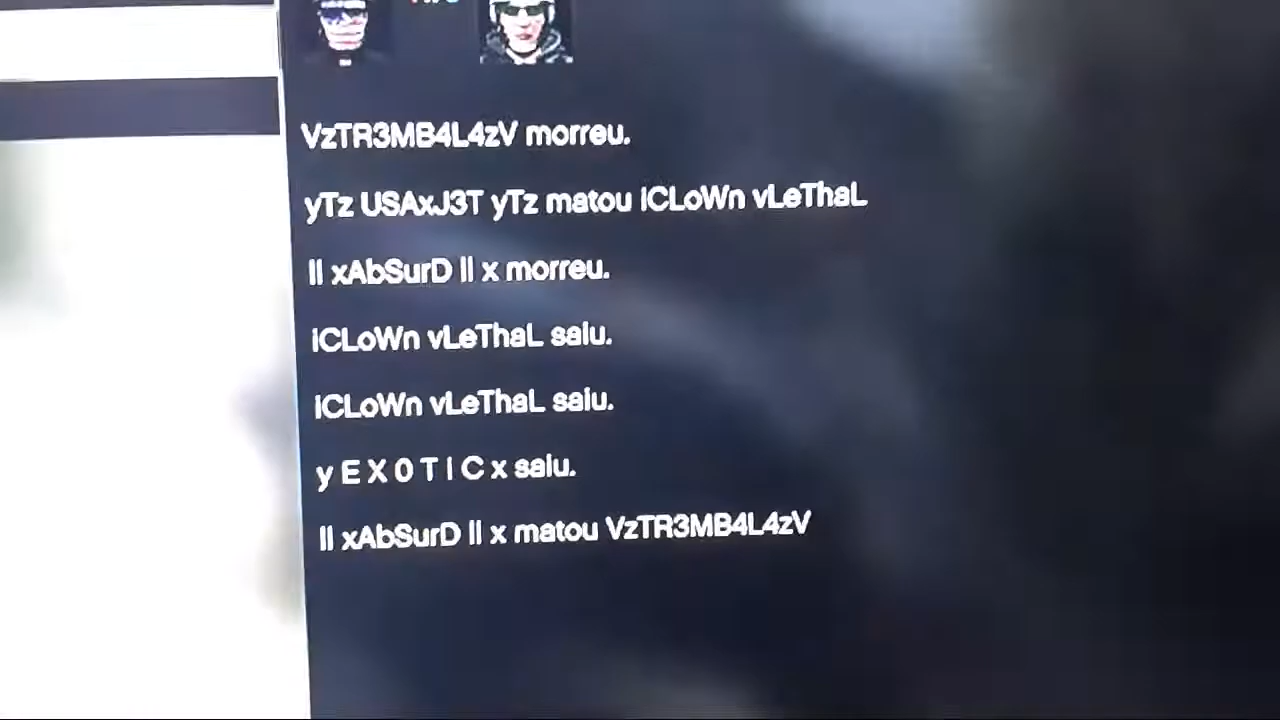 VzTR3MB4L4zV morreu.
yTz USAxJ3T yTz matou lCLoWn vLeThaL
ll xAbSurD ll x morreu.
lCLoWn vLeThaL saiu.
lCLoWn vLeThaL saiu.
y E X 0 T I C x saiu.
ll xAbSurD ll x matou VzTR3MB4L4zV